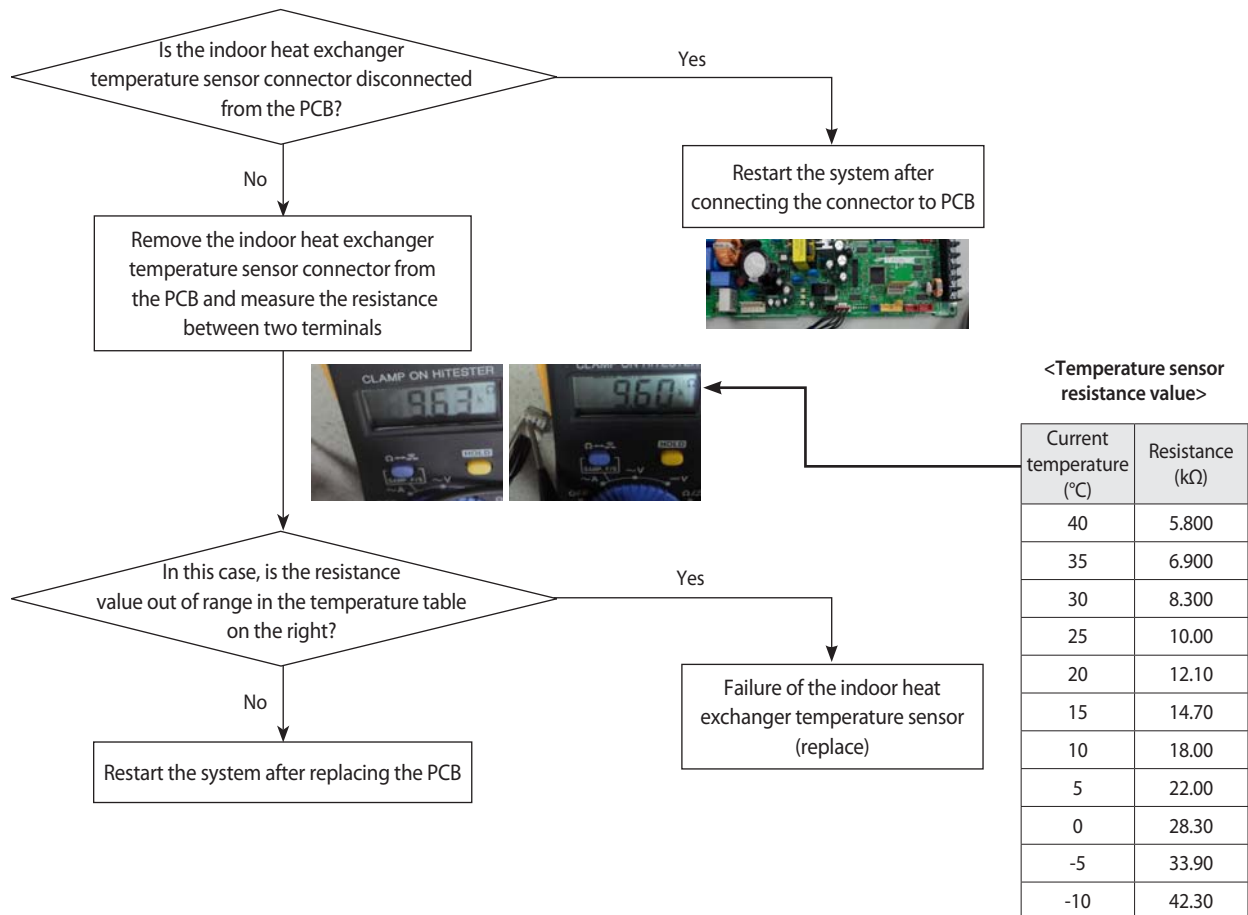 Is the indoor heat exchanger
temperature sensor connector disconnected
from the PCB?
Yes
No
Restart the system after
connecting the connector to PCB
Remove the indoor heat exchanger
temperature sensor connector from
the PCB and measure the resistance
between two terminals
CLAMP ON HITESTER
9.63 k Ω
HOLD
9.60 k Ω
HOLD
<Temperature sensor
resistance value>
Current
temperature
(°C)
Resistance
(kΩ)
40 5.800
35 6.900
30 8.300
25 10.00
20 12.10
15 14.70
10 18.00
5 22.00
0 28.30
-5 33.90
-10 42.30
In this case, is the resistance
value out of range in the temperature table
on the right?
Yes
No
Failure of the indoor heat
exchanger temperature sensor
(replace)
Restart the system after replacing the PCB